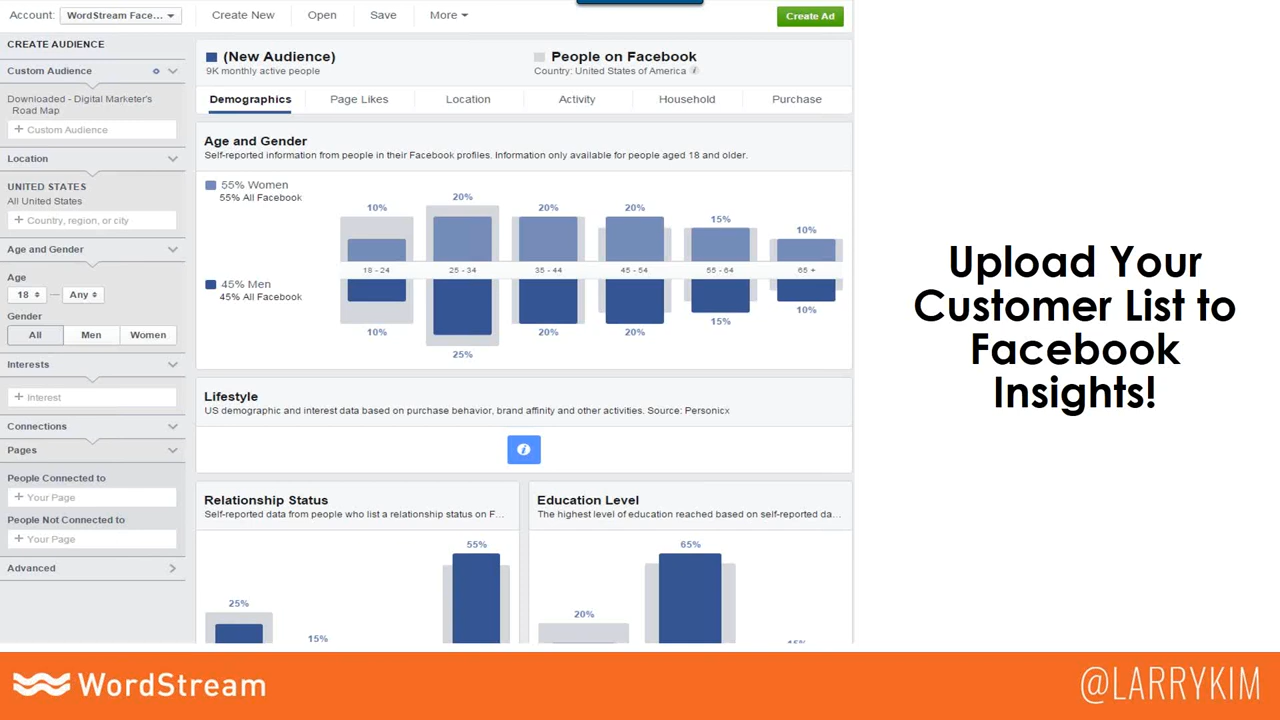 Account: WordStream Face...
Create New
Open
Save
More
Create Ad
CREATE AUDIENCE
Custom Audience
Downloaded - Digital Marketer's
Road Map
+ Custom Audience
Location
UNITED STATES
All United States
+ Country, region, or city
Age and Gender
Age
18 — Any
Gender
All Men Women
Interests
+ Interest
Connections
Pages
People Connected to
+ Your Page
People Not Connected to
+ Your Page
Advanced
(New Audience)
9K monthly active people
People on Facebook
Country: United States of America
Demographics Page Likes Location Activity Household Purchase
Age and Gender
Self-reported information from people in their Facebook profiles. Information only available for people aged 18 and older.
55% Women
55% All Facebook
10% 20% 20% 20% 15% 10%
18 - 24 25 - 34 35 - 44 45 - 54 55 - 64 65 +
45% Men
45% All Facebook
10% 25% 20% 20% 15% 10%
Lifestyle
US demographic and interest data based on purchase behavior, brand affinity and other activities. Source: Personicx
Relationship Status
Self-reported data from people who list a relationship status on F...
25% 15% 55%
Education Level
The highest level of education reached based on self-reported da...
20% 65% 15%
Upload Your
Customer List to
Facebook
Insights!
WordStream
@LARRYKIM